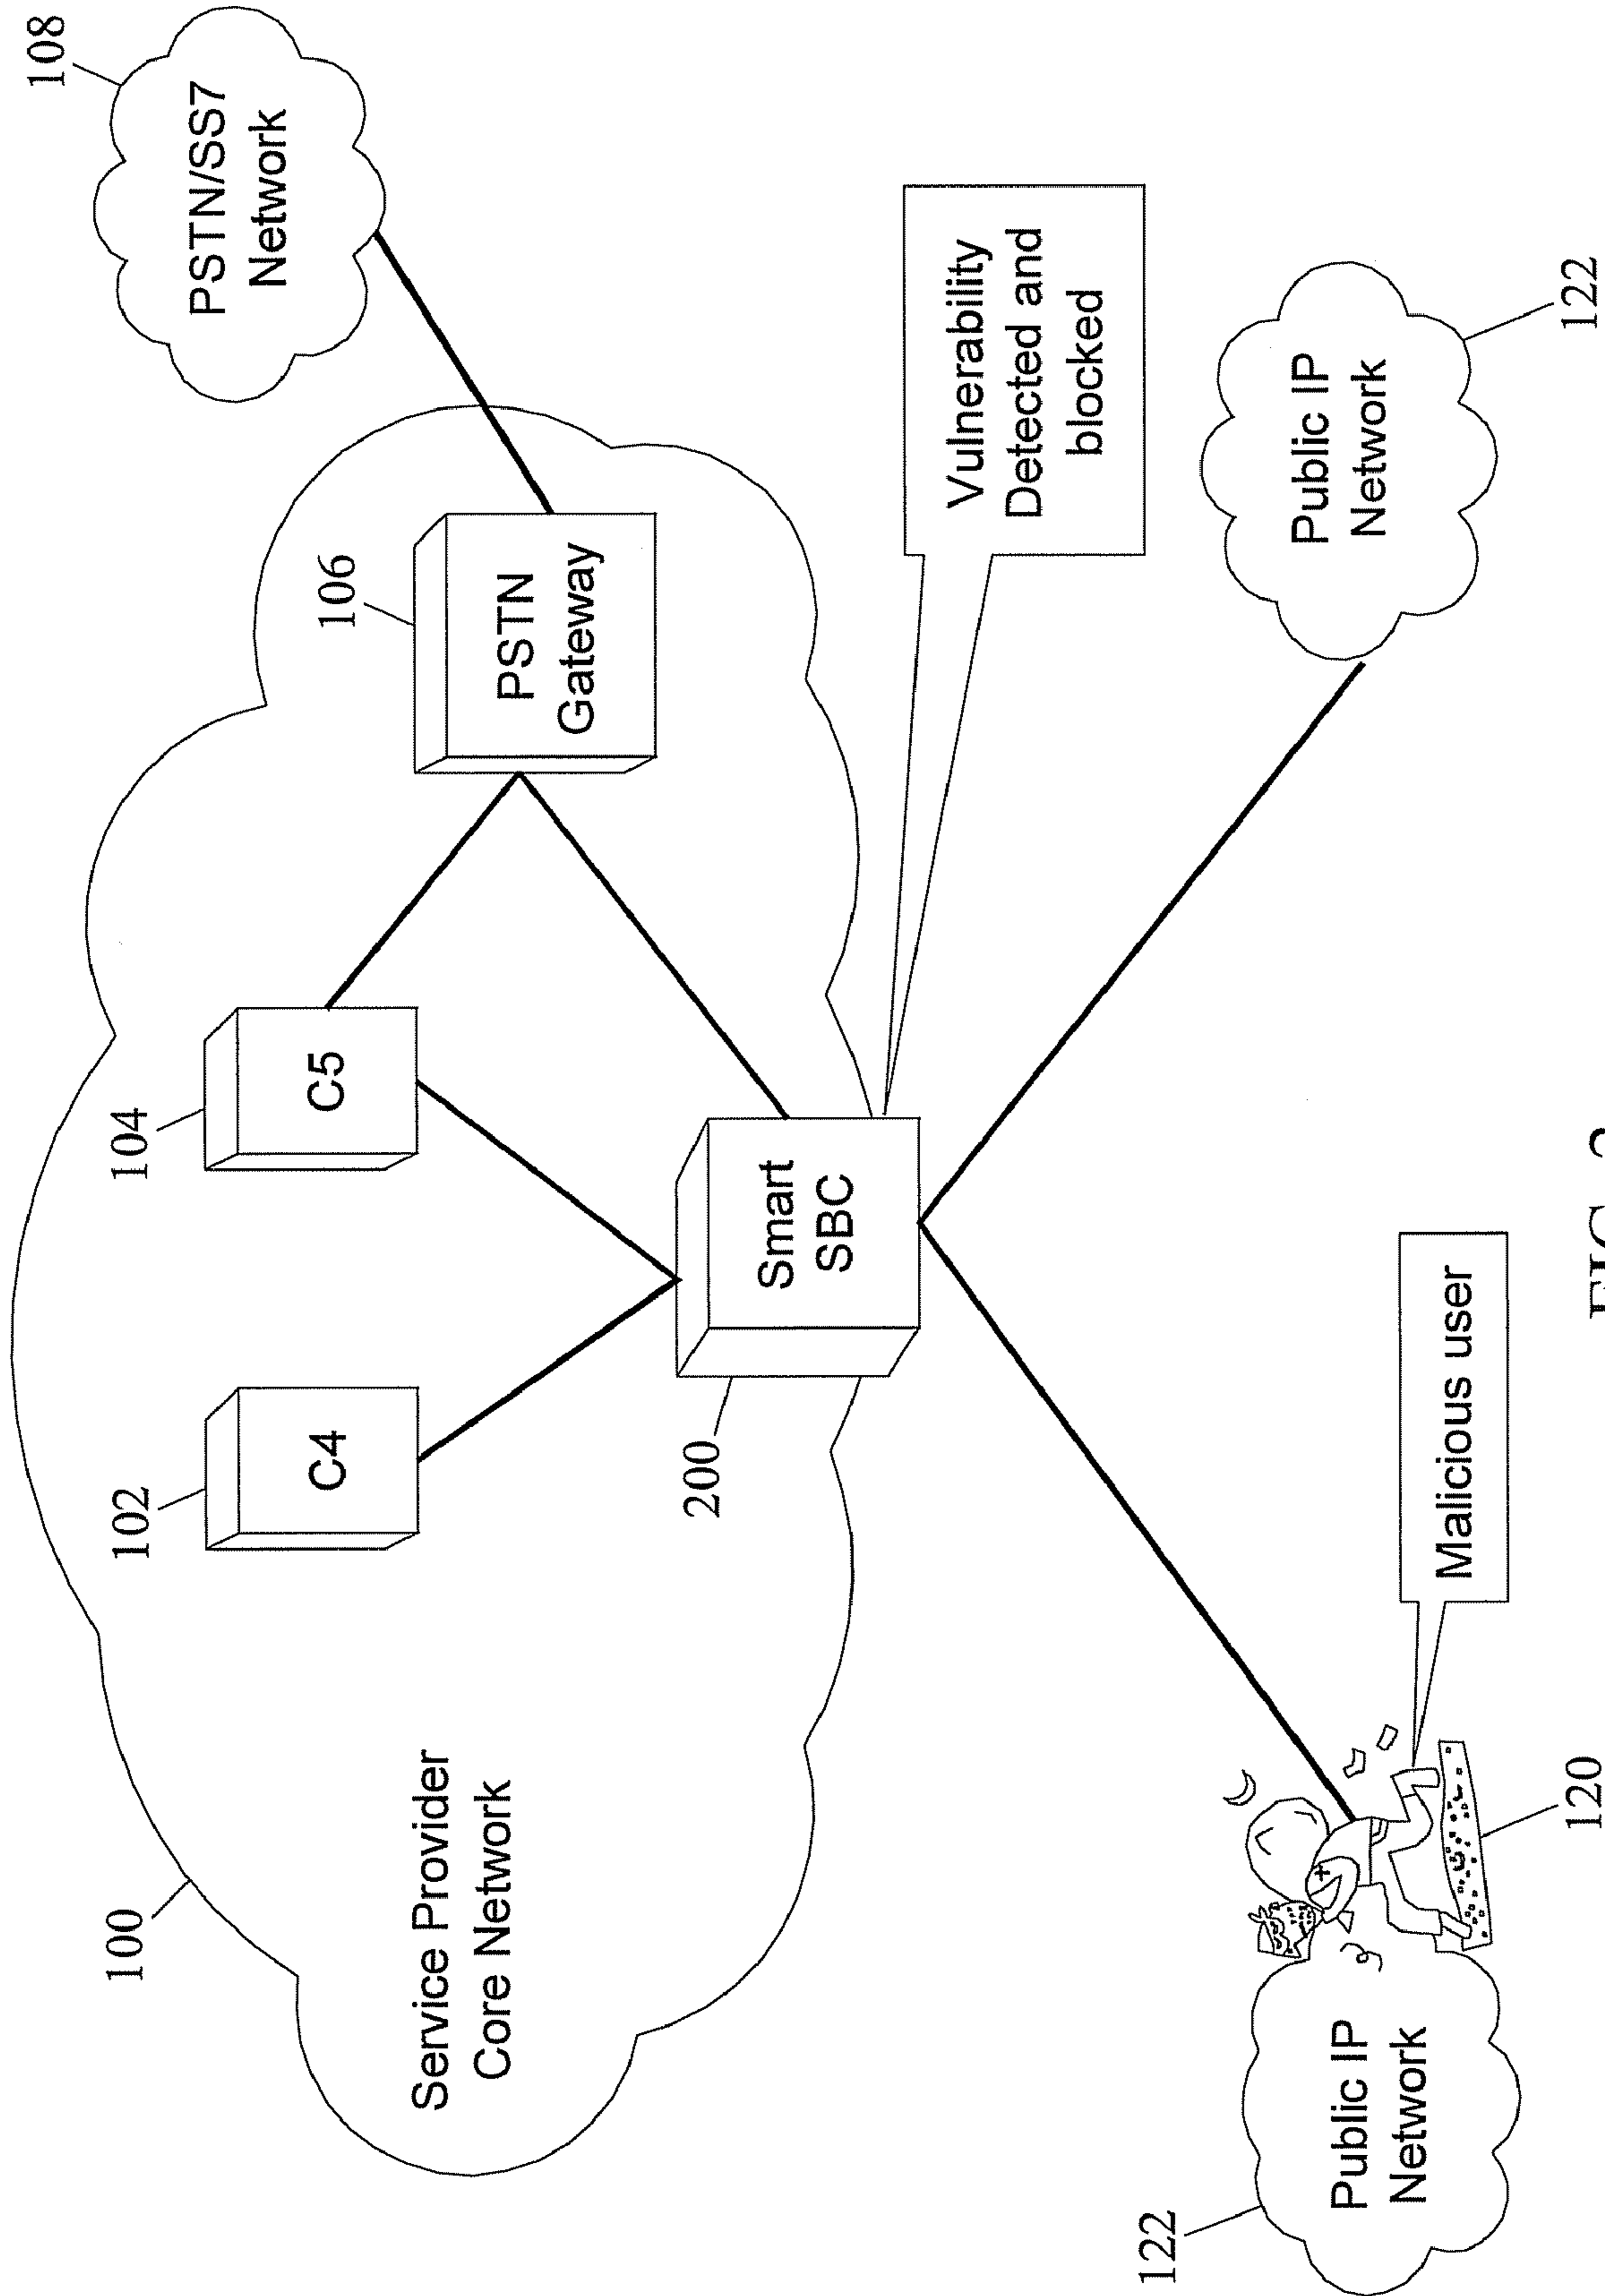 108
100
102
104
PSTN/SS7
Network
C4
C5
106
Service Provider
Core Network
PSTN
Gateway
200
Smart
SBC
Vulnerability
Detected and
blocked
122
Public IP
Network
Public IP
Network
Malicious user
120
122
FIG.